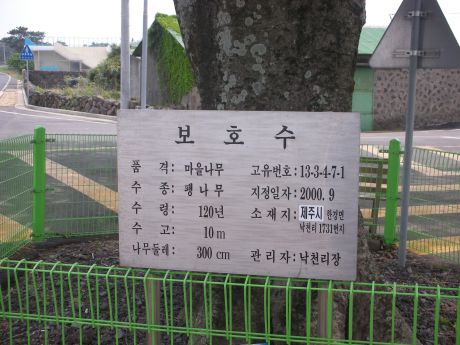 보호수
품격: 마을나무 고유번호: 13-3-4-7-1
수종: 팽나무 지정일자: 2000. 9
수령: 120년 소재지: 제주시 한경면
낙천리 1731번지
수고: 10 m
나무둘레: 300 cm 관리자: 낙천리장